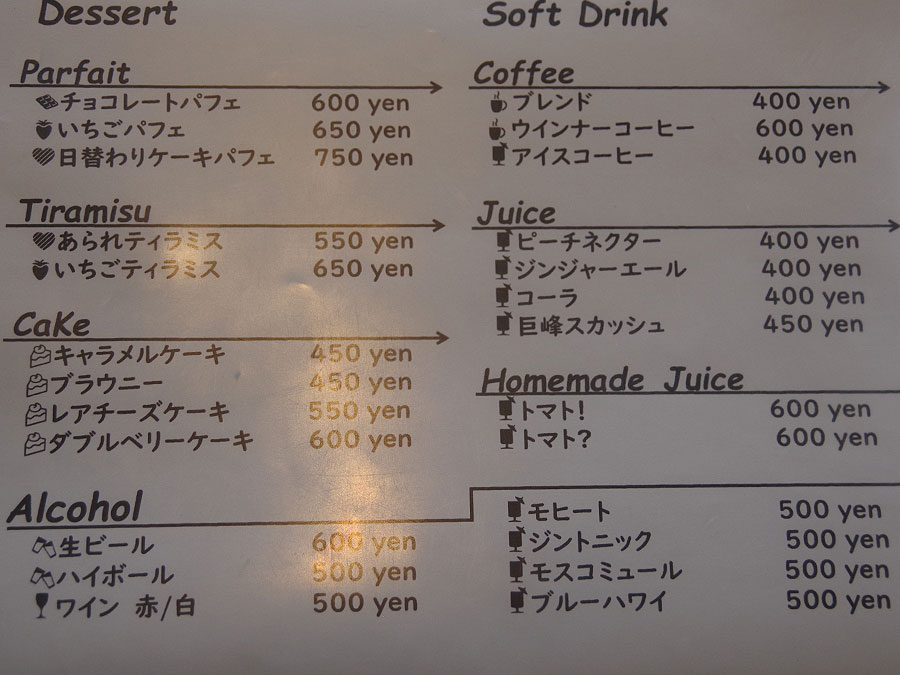 Dessert
Parfait
チョコレートパフェ 600 yen
いちごパフェ 650 yen
日替わりケーキパフェ 750 yen
Tiramisu
あられティラミス 550 yen
いちごティラミス 650 yen
CaKe
キャラメルケーキ 450 yen
ブラウニー 450 yen
レアチーズケーキ 550 yen
ダブルベリーケーキ 600 yen
Soft Drink
Coffee
ブレンド 400 yen
ウインナーコーヒー 600 yen
アイスコーヒー 400 yen
Juice
ピーチネクター 400 yen
ジンジャーエール 400 yen
コーラ 400 yen
巨峰スカッシュ 450 yen
Homemade Juice
トマト! 600 yen
トマト? 600 yen
Alcohol
生ビール 600 yen
ハイボール 500 yen
ワイン 赤/白 500 yen
モヒート 500 yen
ジントニック 500 yen
モスコミュール 500 yen
ブルーハワイ 500 yen